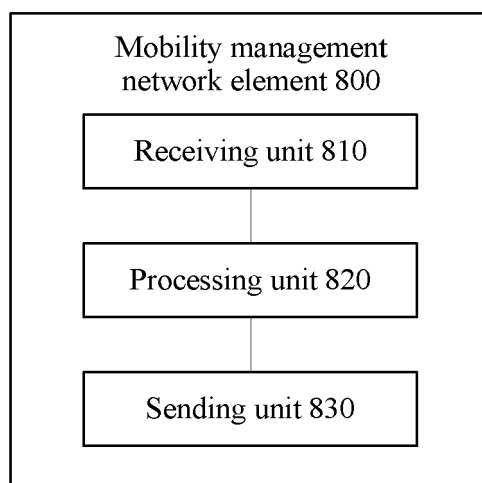 Mobility management
network element 800
Receiving unit 810
Processing unit 820
Sending unit 830